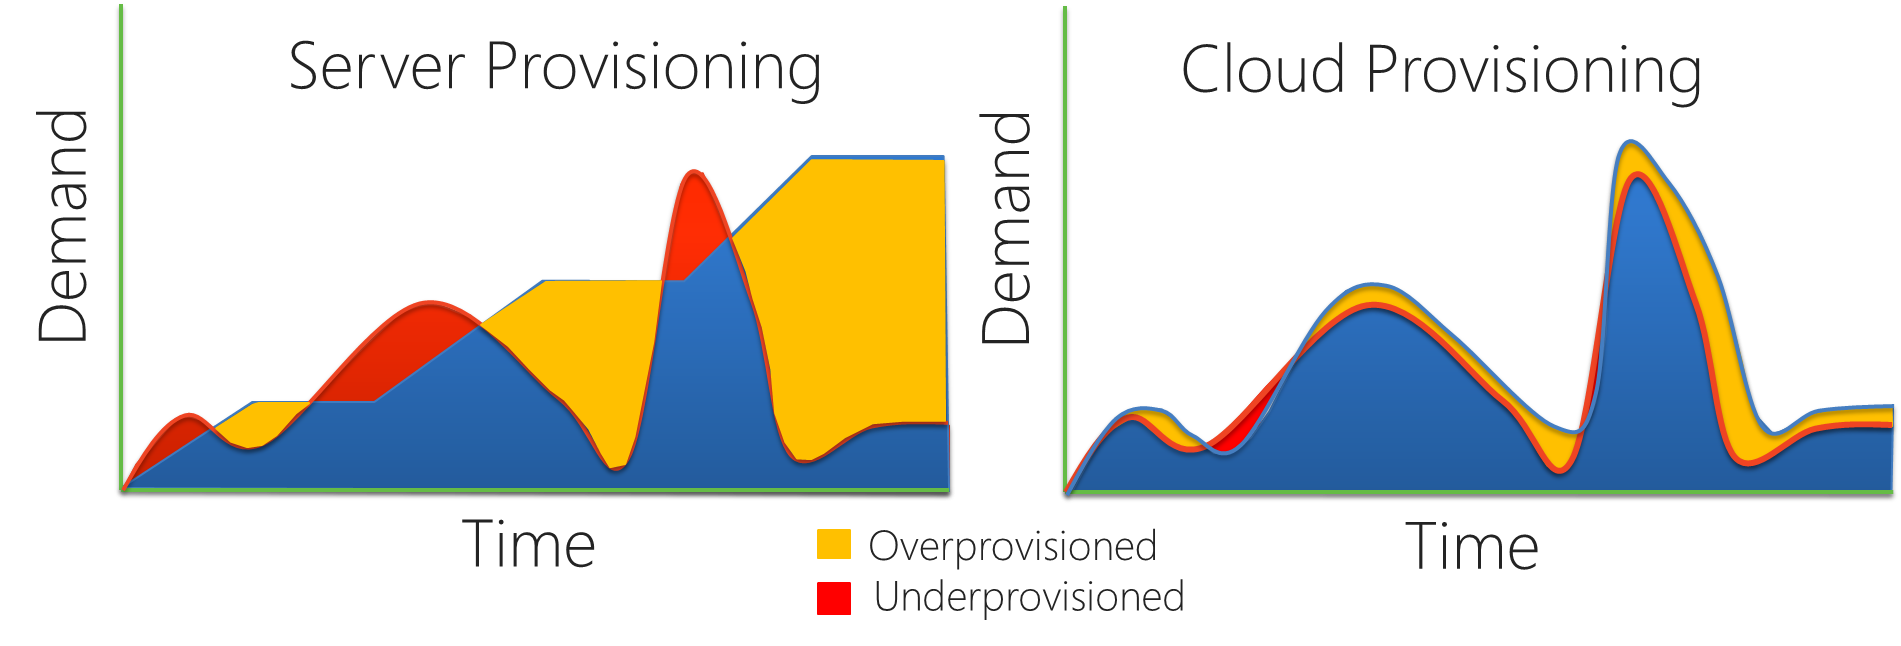 Server Provisioning
Demand
Time
Cloud Provisioning
Demand
Time
Overprovisioned
Underprovisioned